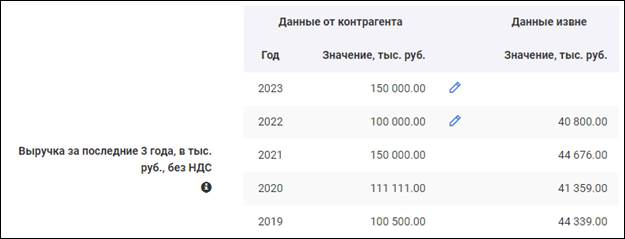 Данные от контрагента Данные извне
Год Значение, тыс. руб. Значение, тыс. руб.
2023 150 000.00
2022 100 000.00 40 800.00
Выручка за последние 3 года, в тыс.
руб., без НДС
2021 150 000.00 44 676.00
2020 111 111.00 41 359.00
2019 100 500.00 44 339.00